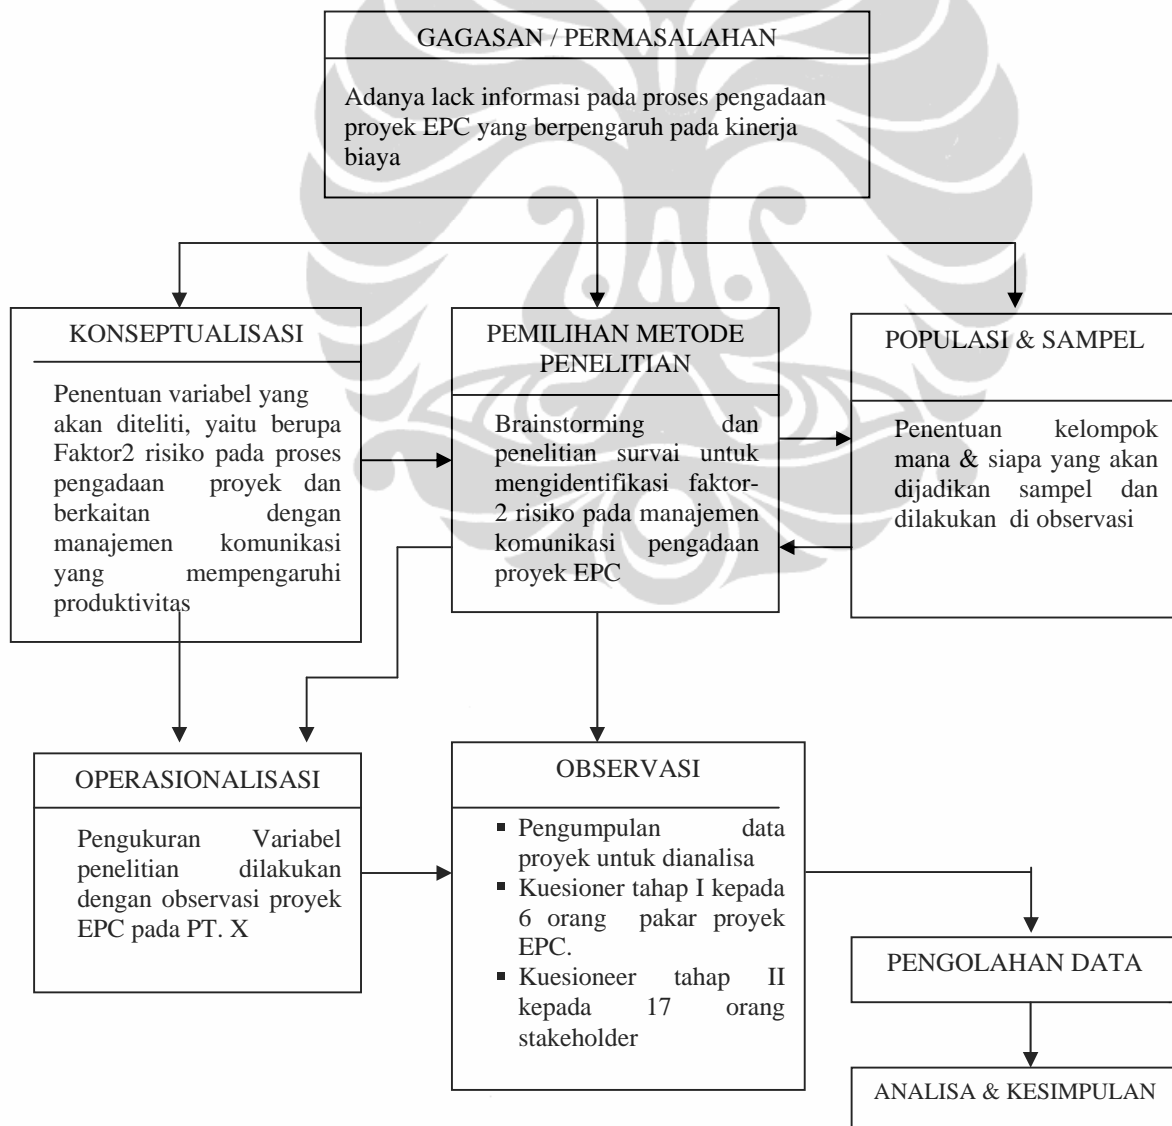 GAGASAN / PERMASALAHAN
Adanya lack informasi pada proses pengadaan
proyek EPC yang berpengaruh pada kinerja
biaya
KONSEPTUALISASI
Penentuan variabel yang
akan diteliti, yaitu berupa
Faktor2 risiko pada proses
pengadaan proyek dan
berkaitan dengan
manajemen komunikasi
yang mempengaruhi
produktivitas
PEMILIHAN METODE
PENELITIAN
Brainstorming dan
penelitian survai untuk
mengidentifikasi faktor-
2 risiko pada manajemen
komunikasi pengadaan
proyek EPC
POPULASI & SAMPEL
Penentuan kelompok
mana & siapa yang akan
dijadikan sampel dan
dilakukan di observasi
OPERASIONALISASI
Pengukuran Variabel
penelitian dilakukan
dengan observasi proyek
EPC pada PT. X
OBSERVASI
▪ Pengumpulan data
proyek untuk dianalisa
▪ Kuesioner tahap I kepada
6 orang pakar proyek
EPC.
▪ Kuesioneer tahap II
kepada 17 orang
stakeholder
PENGOLAHAN DATA
ANALISA & KESIMPULAN